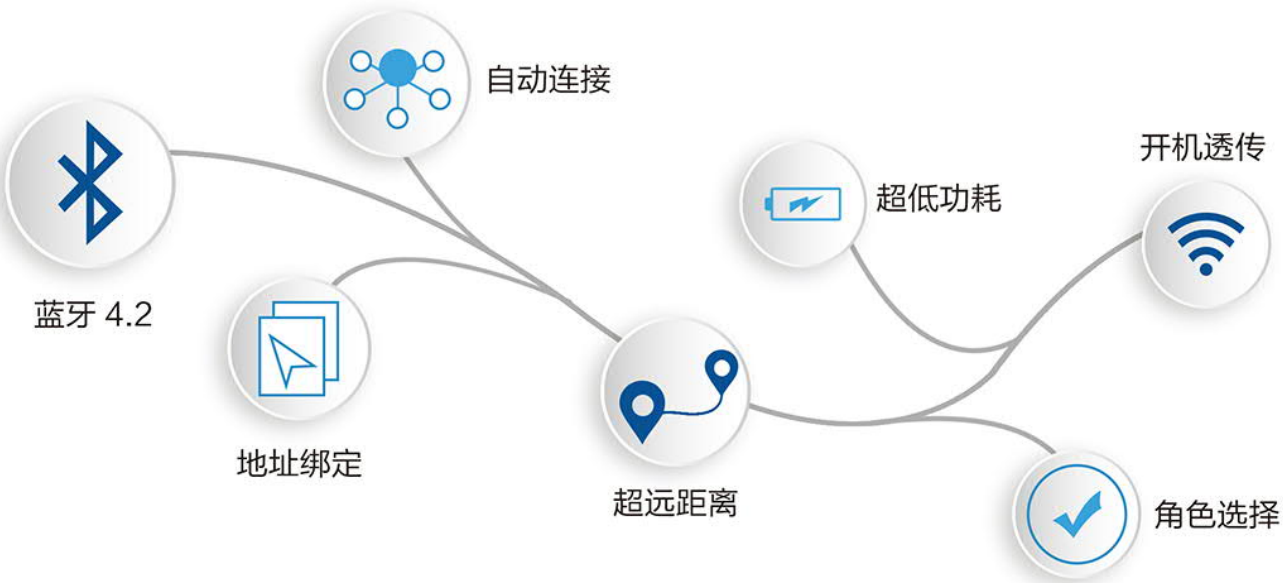 自动连接
开机透传
超低功耗
蓝牙 4.2
地址绑定
超远距离
角色选择